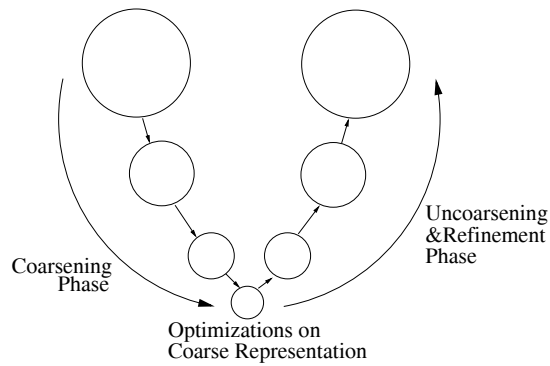 Coarsening
Phase
Uncoarsening
&Refinement
Phase
Optimizations on
Coarse Representation